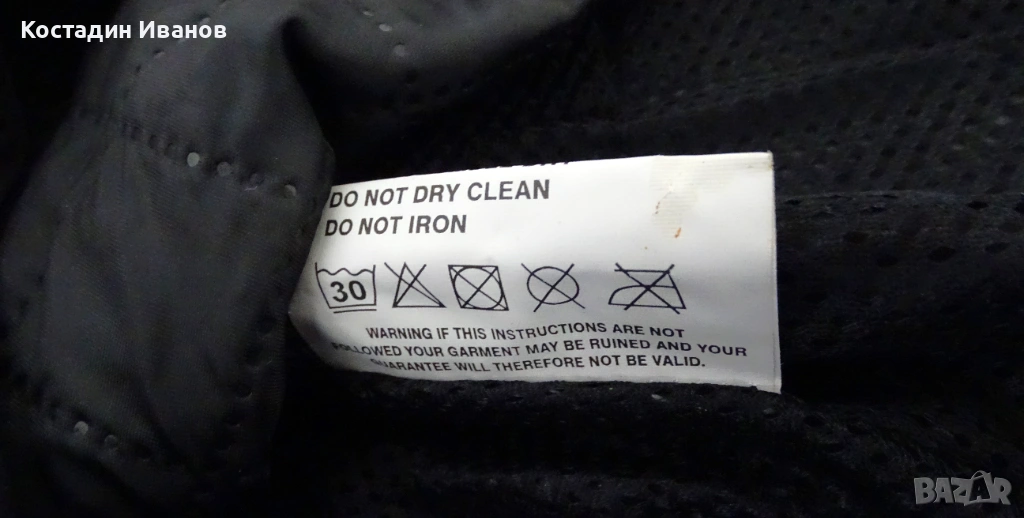 Костадин Иванов
DO NOT DRY CLEAN
DO NOT IRON
30
WARNING IF THIS INSTRUCTIONS ARE NOT
FOLLOWED YOUR GARMENT MAY BE RUINED AND YOUR
GUARANTEE WILL THEREFORE NOT BE VALID.
BAZAR